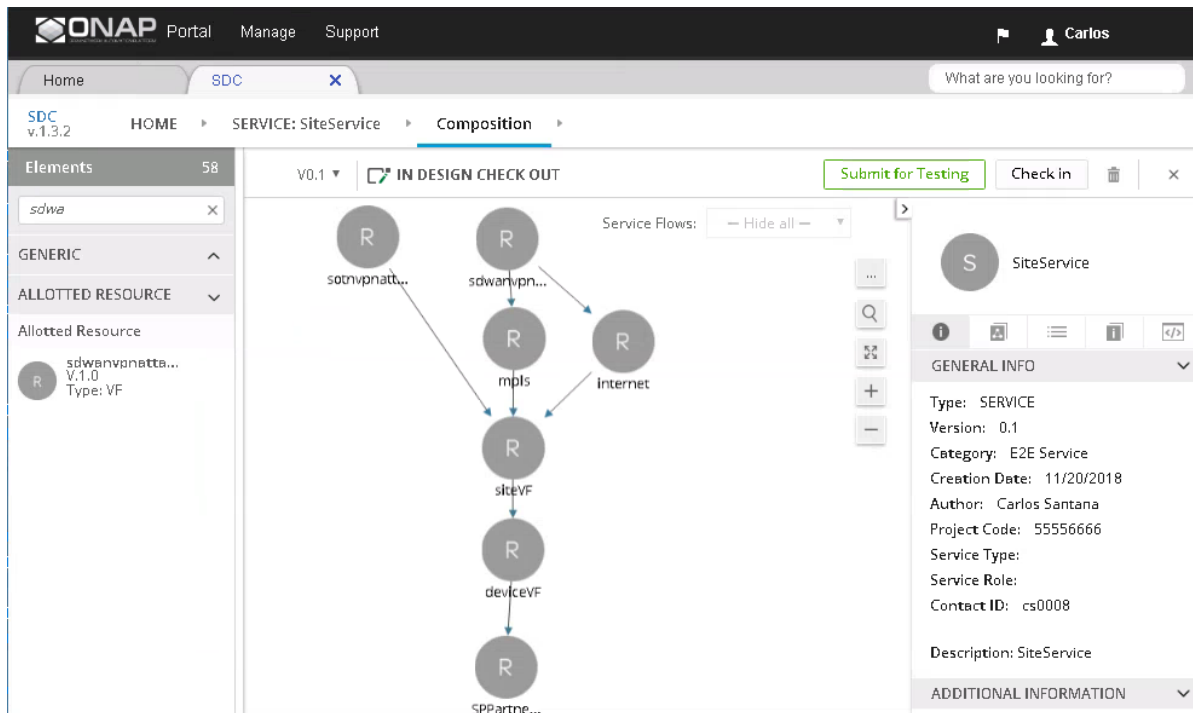 ONAP Portal Manage Support Carlos
Home SDC X What are you looking for?
SDC
v.1.3.2
HOME SERVICE: SiteService Composition
Elements 58
V0.1 IN DESIGN CHECK OUT Submit for Testing Check in
sdwa
Service Flows: — Hide all —
GENERIC
ALLOTTED RESOURCE
Allotted Resource
R sdwanvpnatta...
V.1.0
Type: VF
R
sotnvpnatt...
R
sdwanvpn...
R
mpls
R
internet
R
siteVF
R
deviceVF
R
SPPartne...
...
S SiteService
GENERAL INFO
Type: SERVICE
Version: 0.1
Category: E2E Service
Creation Date: 11/20/2018
Author: Carlos Santana
Project Code: 55556666
Service Type:
Service Role:
Contact ID: cs0008
Description: SiteService
ADDITIONAL INFORMATION